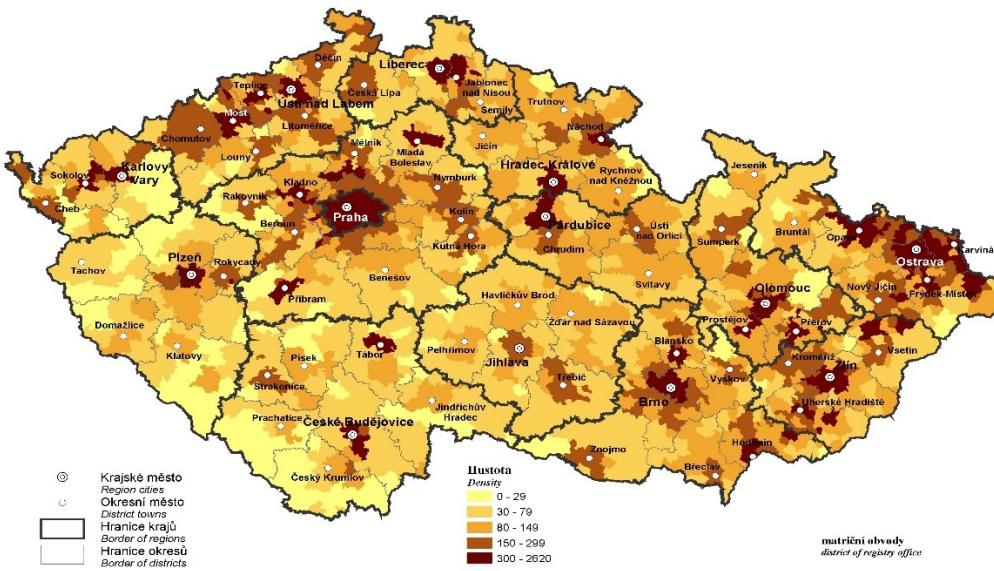 Děčín
Liberec
Teplice
Ústí nad Labem
Česká Lípa
Jablonec
nad Nisou
Most
Semily
Trutnov
Chomutov
Litoměřice
Náchod
Louny
Mělník
Mladá
Boleslav
Jičín
Jeseník
Karlovy
Vary
Sokolov
Hradec Králové
Rychnov
nad Kněžnou
Cheb
Rakovník
Kladno
Nymburk
Praha
Kolín
Pardubice
Ústí
nad Orlicí
Šumperk
Bruntál
Opava
Karviná
Ostrava
Beroun
Kutná Hora
Chrudim
Plzeň
Rokycany
Tachov
Benešov
Svitavy
Nový Jičín
Frýdek-Místek
Olomouc
Příbram
Havlíčkův Brod
Žďár nad Sázavou
Prostějov
Přerov
Domažlice
Klatovy
Písek
Tábor
Pelhřimov
Jihlava
Blansko
Kroměříž
Vsetín
Zlín
Strakonice
Třebíč
Brno
Vyškov
Uherské Hradiště
Prachatice
České Budějovice
Jindřichův
Hradec
Znojmo
Hodonín
Břeclav
Český Krumlov
Krajské město
Region cities
Okresní město
District towns
Hranice krajů
Border of regions
Hranice okresů
Border of districts
Hustota
Density
0 - 29
30 - 79
80 - 149
150 - 299
300 - 2620
matriční obvody
district of registry office